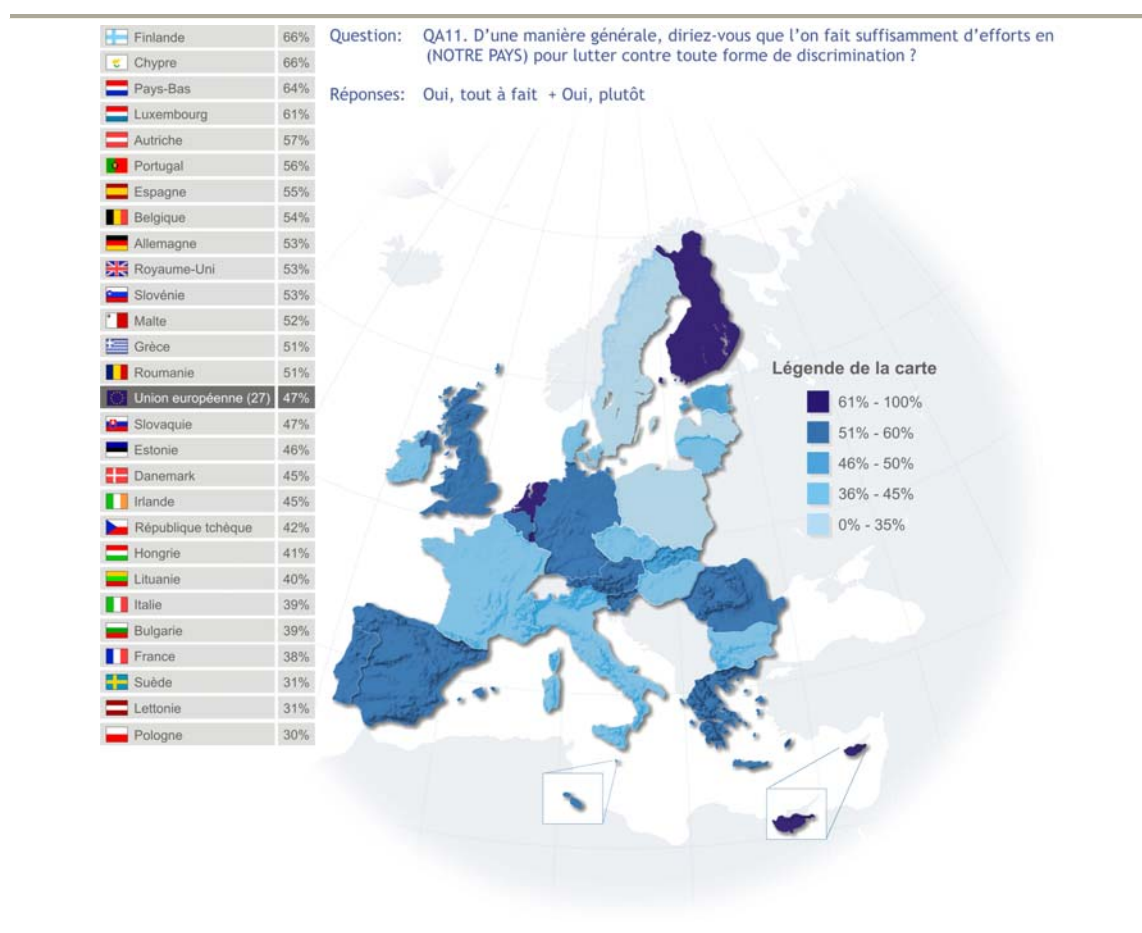 Finlande 66%
Chypre 66%
Pays-Bas 64%
Luxembourg 61%
Autriche 57%
Portugal 56%
Espagne 55%
Belgique 54%
Allemagne 53%
Royaume-Uni 53%
Slovénie 53%
Malte 52%
Grèce 51%
Roumanie 51%
Union européenne (27) 47%
Slovaquie 47%
Estonie 46%
Danemark 45%
Irlande 45%
République tchèque 42%
Hongrie 41%
Lituanie 40%
Italie 39%
Bulgarie 39%
France 38%
Suède 31%
Lettonie 31%
Pologne 30%
Question: QA11. D’une manière générale, diriez-vous que l’on fait suffisamment d’efforts en
(NOTRE PAYS) pour lutter contre toute forme de discrimination ?
Réponses: Oui, tout à fait + Oui, plutôt
Légende de la carte
61% - 100%
51% - 60%
46% - 50%
36% - 45%
0% - 35%